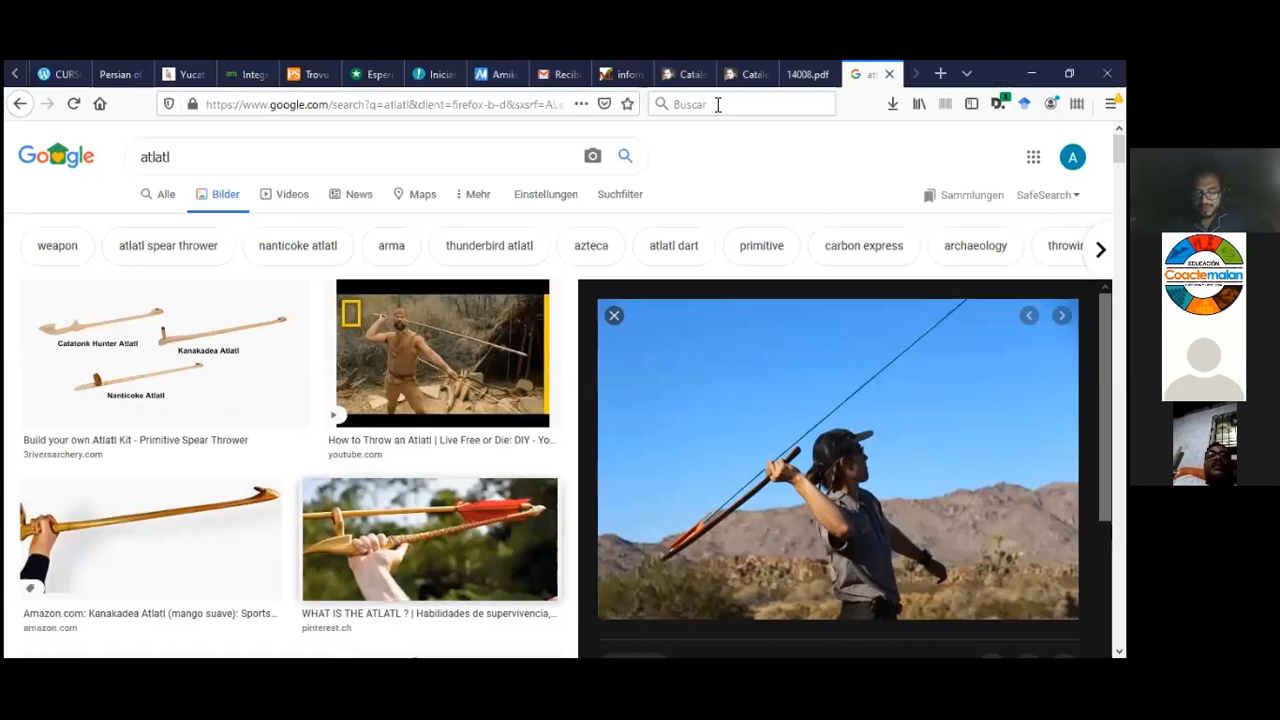 CURS
Persian of
Yucat
Integ
Trovu
Esper
Iniciar
Amik
Recib
inform
Catalo
Catálo
14008.pdf
atl
https://www.google.com/search?q=atlatl&client=firefox-b-d&sxsrf=ALe
Buscar
Google
atlatl
A
Alle
Bilder
Videos
News
Maps
Mehr
Einstellungen
Suchfilter
Sammlungen
SafeSearch
weapon
atlatl spear thrower
nanticoke atlatl
arma
thunderbird atlatl
azteca
atlatl dart
primitive
carbon express
archaeology
throwin
Catatonk Hunter Atlatl
Kanakadea Atlatl
Nanticoke Atlatl
Build your own Atlatl Kit - Primitive Spear Thrower
3riversarchery.com
How to Throw an Atlatl | Live Free or Die: DIY - Yo...
youtube.com
Amazon.com: Kanakadea Atlatl (mango suave): Sports...
amazon.com
WHAT IS THE ATLATL ? | Habilidades de supervivencia,...
pinterest.ch
EDUCACIÓN
Coactemalan